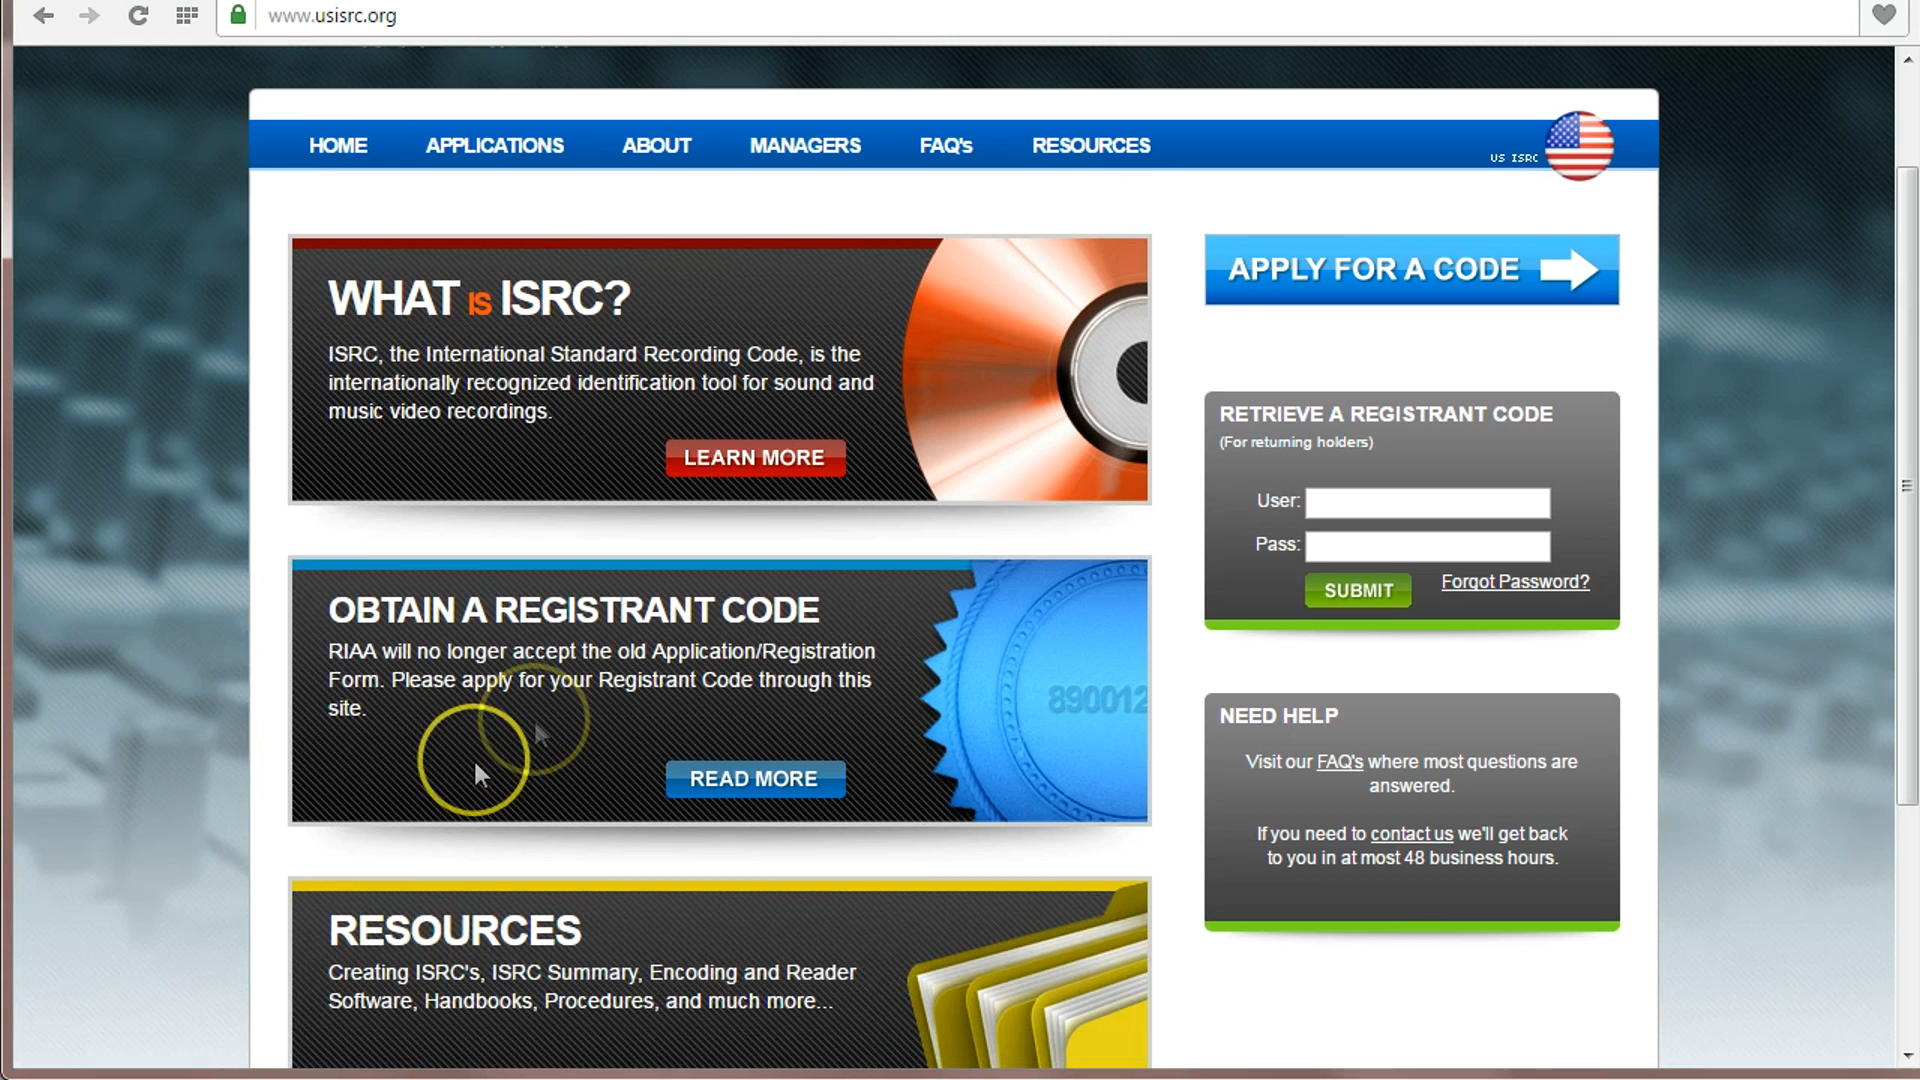 www.usisrc.org
HOME APPLICATIONS ABOUT MANAGERS FAQ's RESOURCES
US ISRC
WHAT IS ISRC?
ISRC, the International Standard Recording Code, is the
internationally recognized identification tool for sound and
music video recordings.
LEARN MORE
OBTAIN A REGISTRANT CODE
RIAA will no longer accept the old Application/Registration
Form. Please apply for your Registrant Code through this
site.
READ MORE
890012
RESOURCES
Creating ISRC's, ISRC Summary, Encoding and Reader
Software, Handbooks, Procedures, and much more...
APPLY FOR A CODE
RETRIEVE A REGISTRANT CODE
(For returning holders)
User:
Pass:
SUBMIT Forgot Password?
NEED HELP
Visit our FAQ's where most questions are
answered.
If you need to contact us we'll get back
to you in at most 48 business hours.